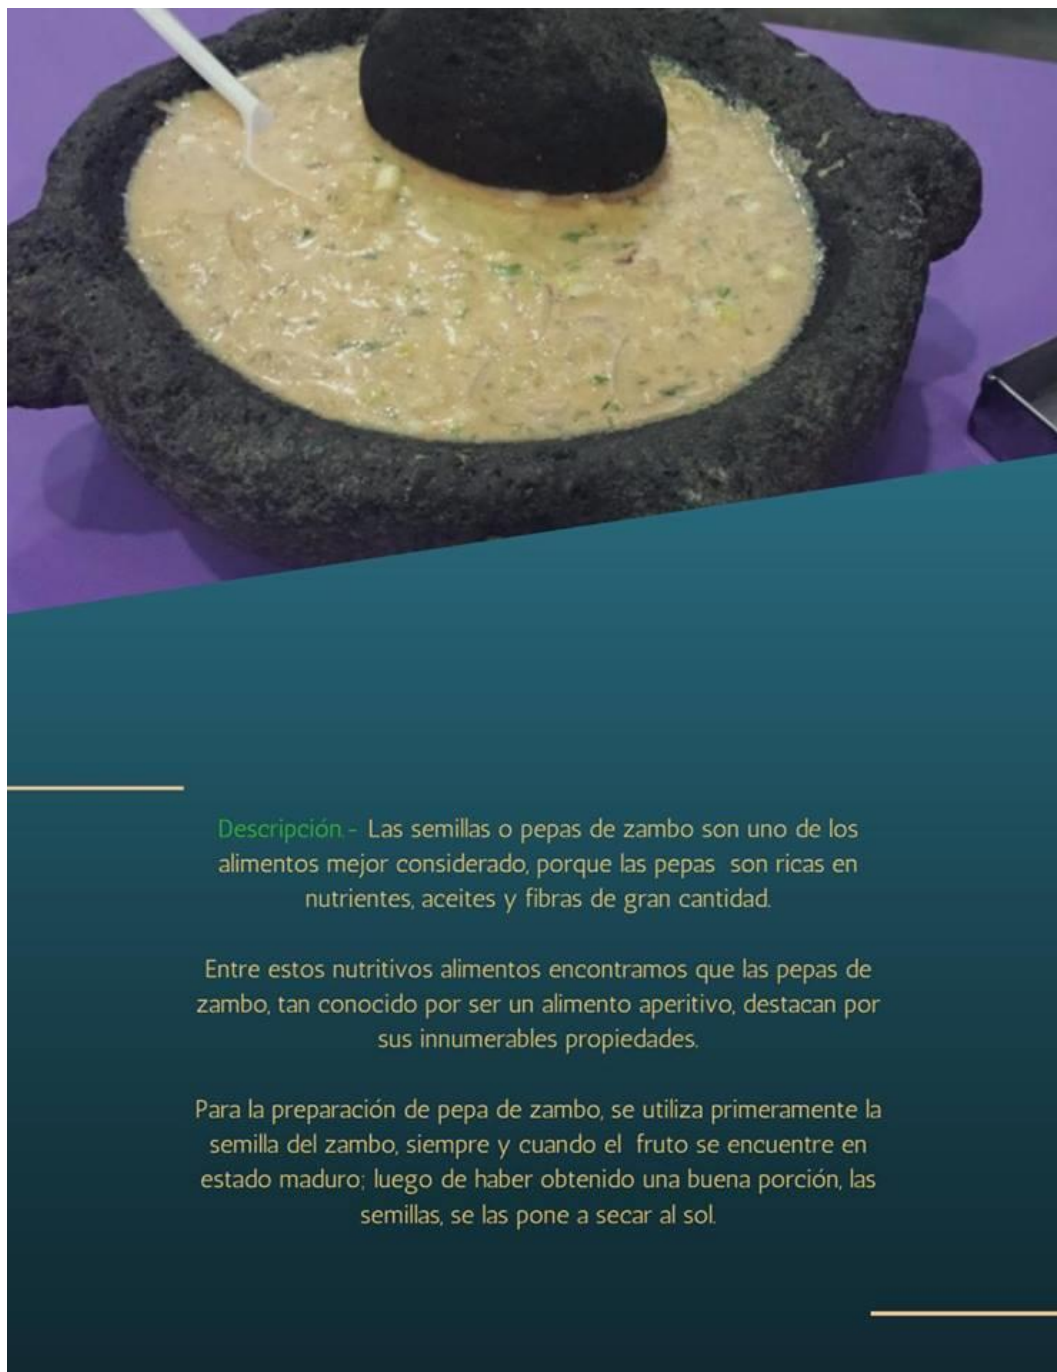 Descripción.- Las semillas o pepas de zambo son uno de los
alimentos mejor considerado, porque las pepas son ricas en
nutrientes, aceites y fibras de gran cantidad.
Entre estos nutritivos alimentos encontramos que las pepas de
zambo, tan conocido por ser un alimento aperitivo, destacan por
sus innumerables propiedades.
Para la preparación de pepa de zambo, se utiliza primeramente la
semilla del zambo, siempre y cuando el fruto se encuentre en
estado maduro; luego de haber obtenido una buena porción, las
semillas, se las pone a secar al sol.